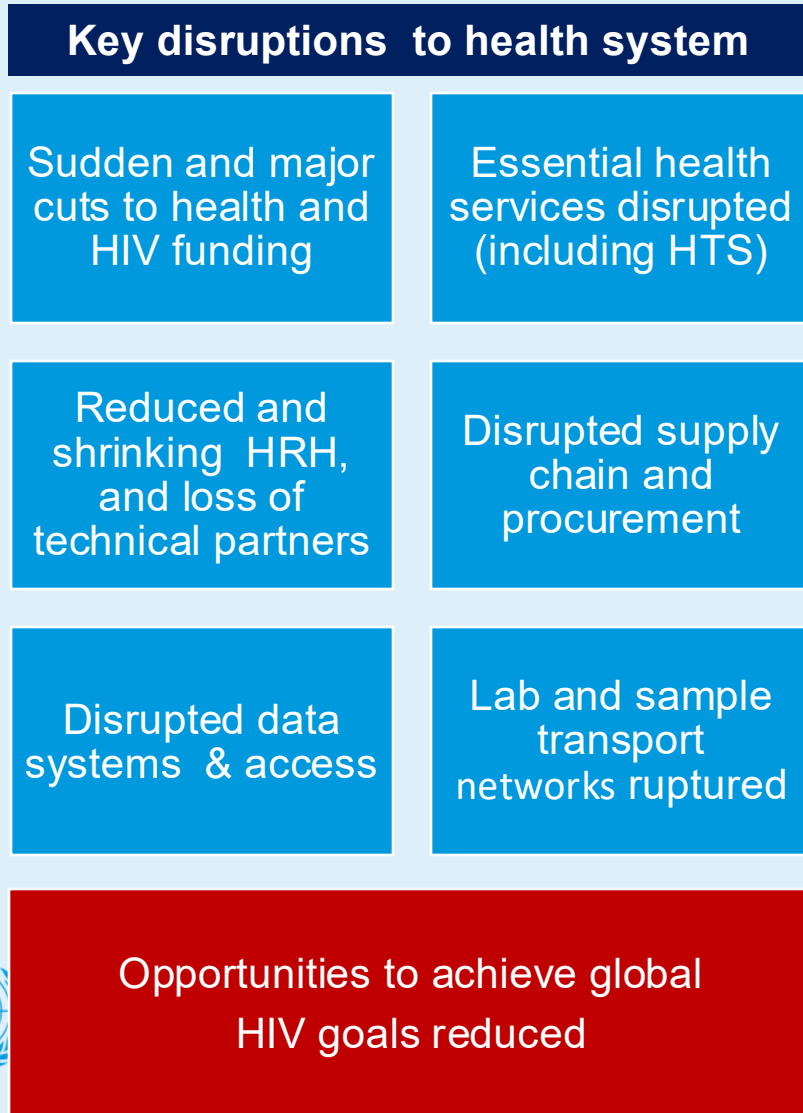 Key disruptions to health system
Sudden and major
cuts to health and
HIV funding
Essential health
services disrupted
(including HTS)
Reduced and
shrinking HRH,
and loss of
technical partners
Disrupted supply
chain and
procurement
Disrupted data
systems & access
Lab and sample
transport
networks ruptured
Opportunities to achieve global
HIV goals reduced